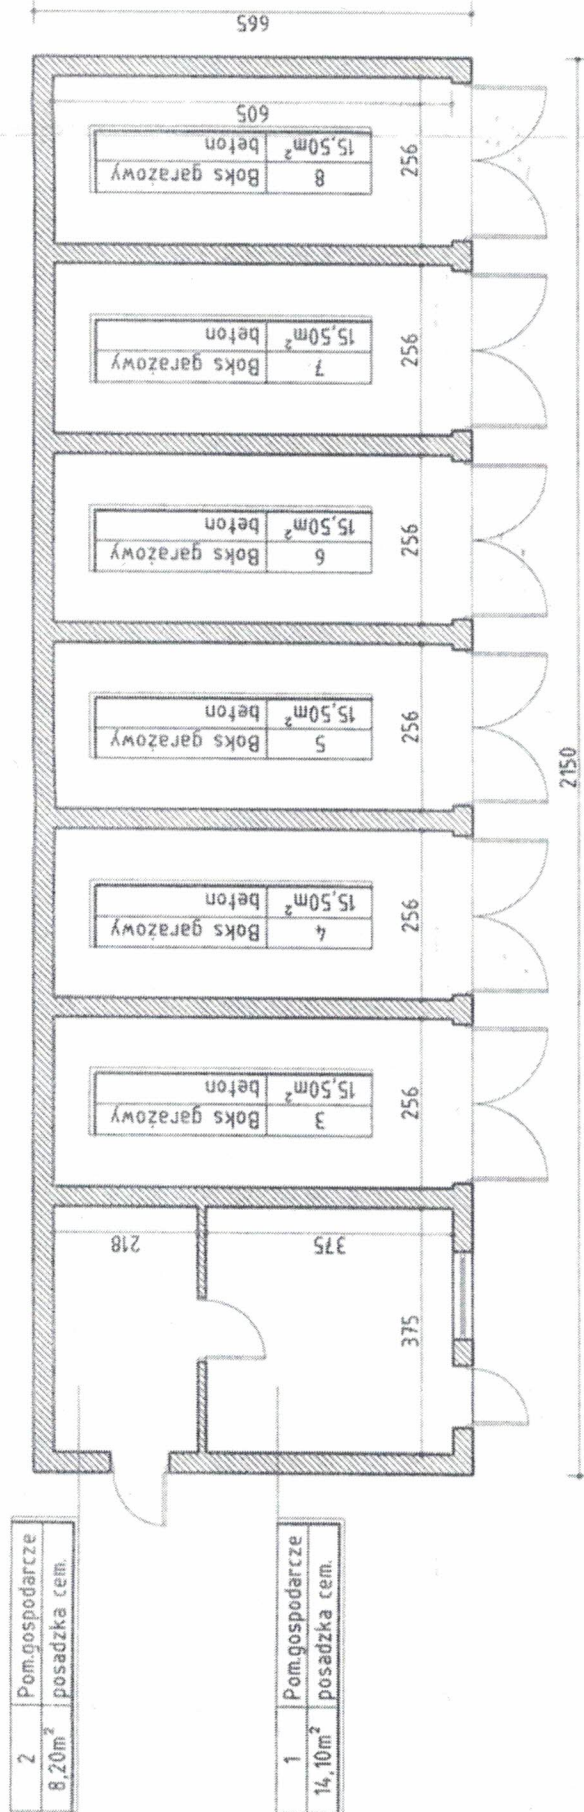 665
605
8 Boks garażowy
15,50m² beton
256
7 Boks garażowy
15,50m² beton
256
6 Boks garażowy
15,50m² beton
256
5 Boks garażowy
15,50m² beton
256
4 Boks garażowy
15,50m² beton
256
3 Boks garażowy
15,50m² beton
256
2150
218
375
375
2 Pom.gospodarcze
8,20m² posadzka cem.
1 Pom.gospodarcze
14,10m² posadzka cem.